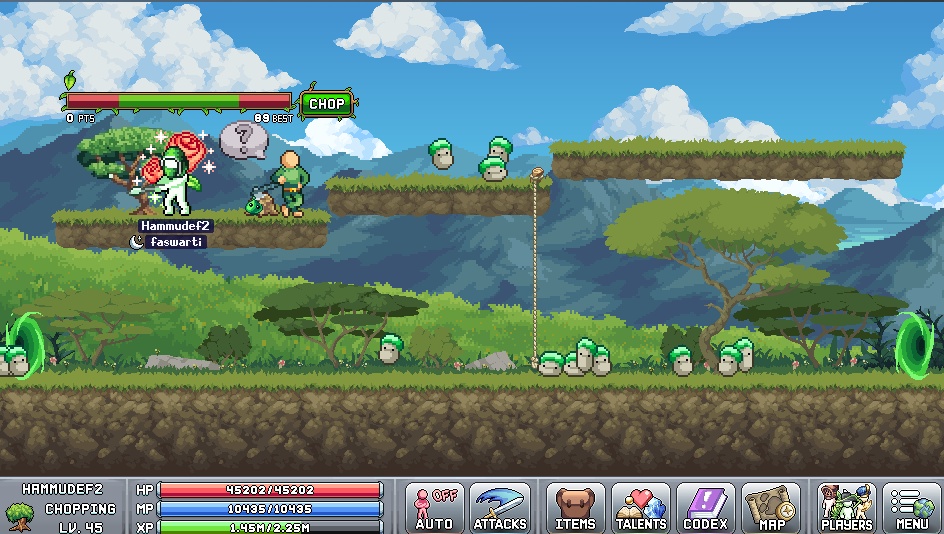 CHOP
0 PTS
89 BEST
?
Hammudef2
faswarti
HAMMUDEF2
CHOPPING
LV. 45
HP 45202/45202
MP 10435/10435
XP 1.45M/2.25M
OFF
AUTO
ATTACKS
ITEMS
TALENTS
CODEX
MAP
PLAYERS
MENU